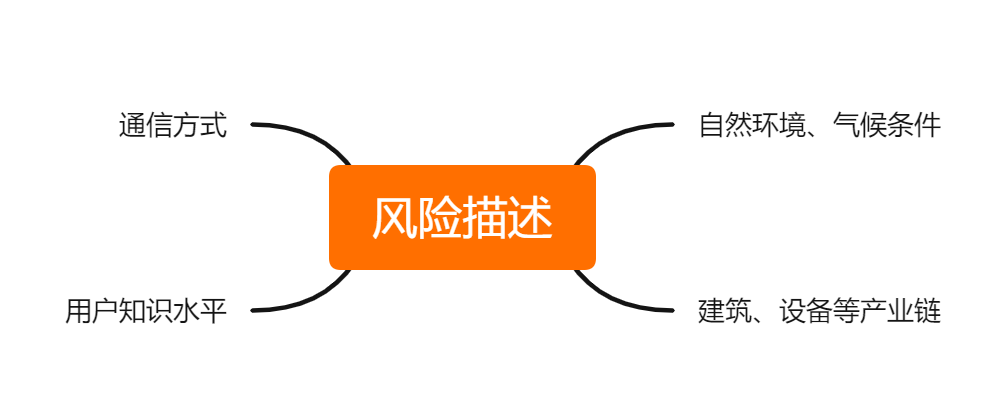 通信方式
自然环境、气候条件
风险描述
用户知识水平
建筑、设备等产业链